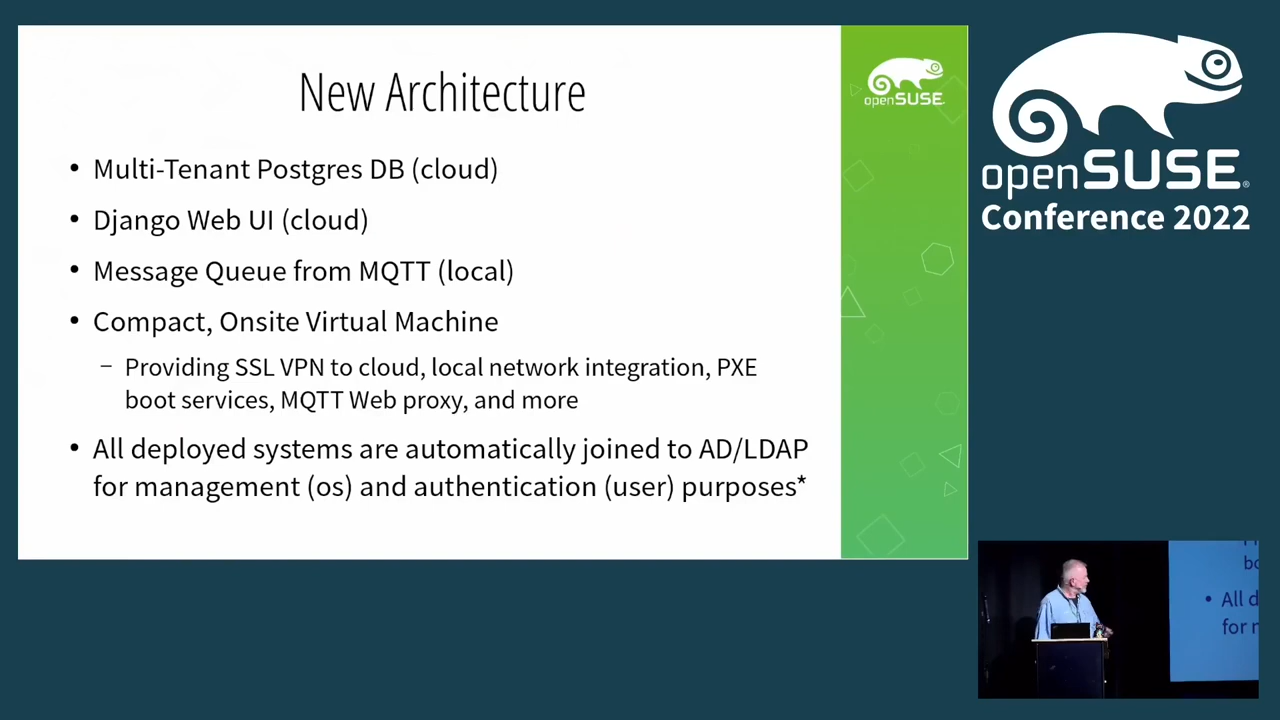 New Architecture
• Multi-Tenant Postgres DB (cloud)
• Django Web UI (cloud)
• Message Queue from MQTT (local)
• Compact, Onsite Virtual Machine
– Providing SSL VPN to cloud, local network integration, PXE
boot services, MQTT Web proxy, and more
• All deployed systems are automatically joined to AD/LDAP
for management (os) and authentication (user) purposes*
openSUSE
openSUSE®
Conference 2022
• All d
for